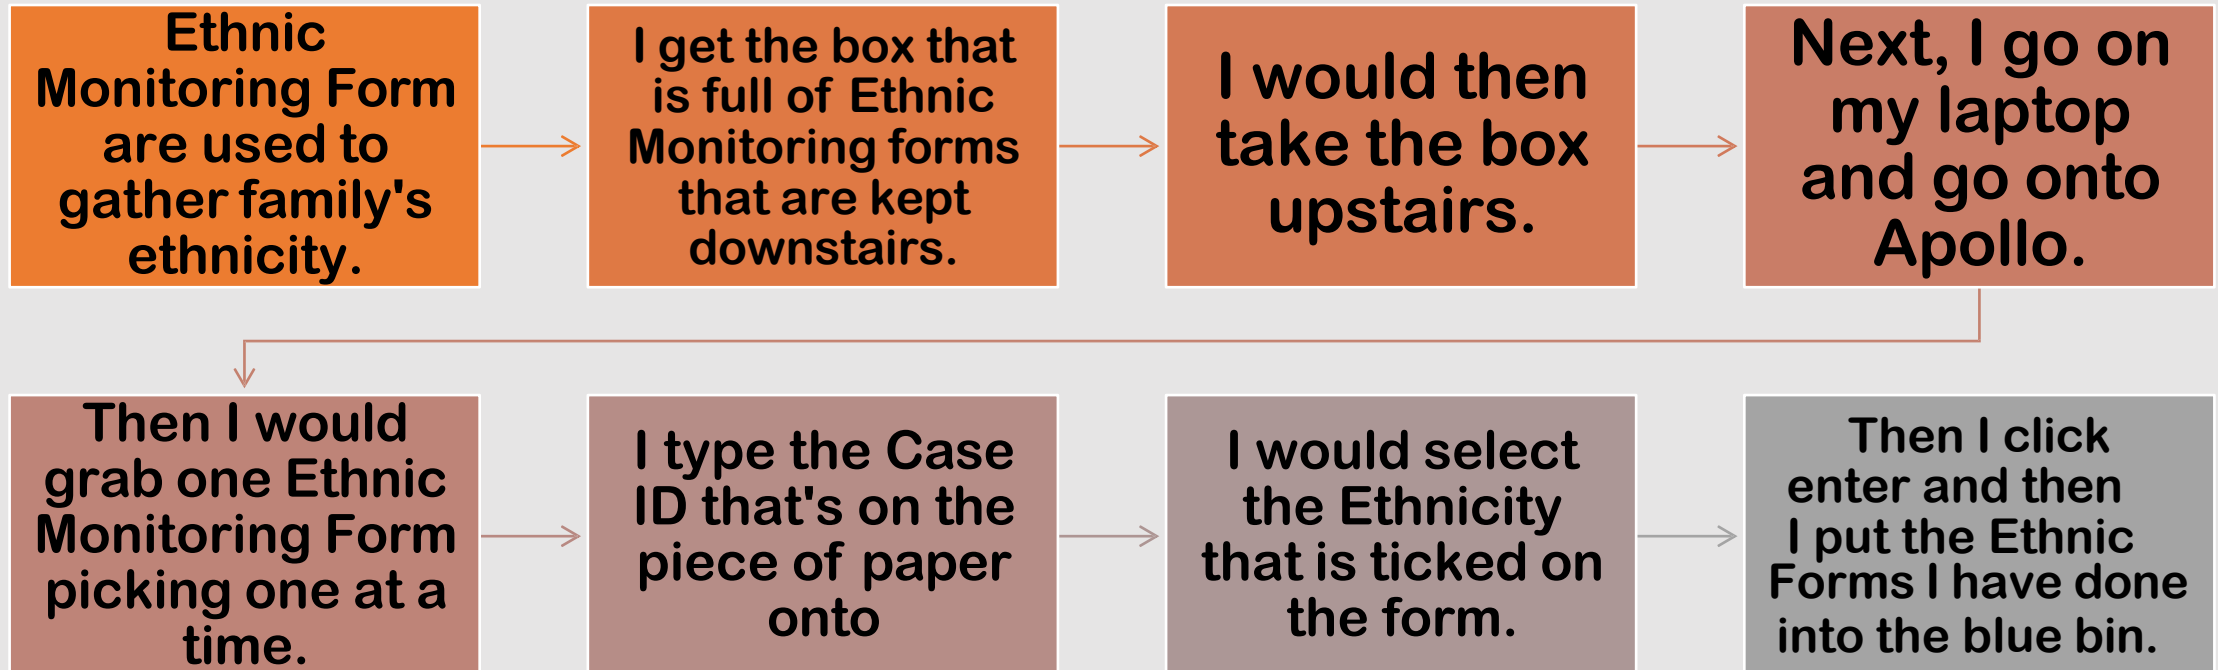 Ethnic
Monitoring Form
are used to
gather family's
ethnicity.
I get the box that
is full of Ethnic
Monitoring forms
that are kept
downstairs.
I would then
take the box
upstairs.
Next, I go on
my laptop
and go onto
Apollo.
Then I would
grab one Ethnic
Monitoring Form
picking one at a
time.
I type the Case
ID that's on the
piece of paper
onto
I would select
the Ethnicity
that is ticked on
the form.
Then I click
enter and then
I put the Ethnic
Forms I have done
into the blue bin.